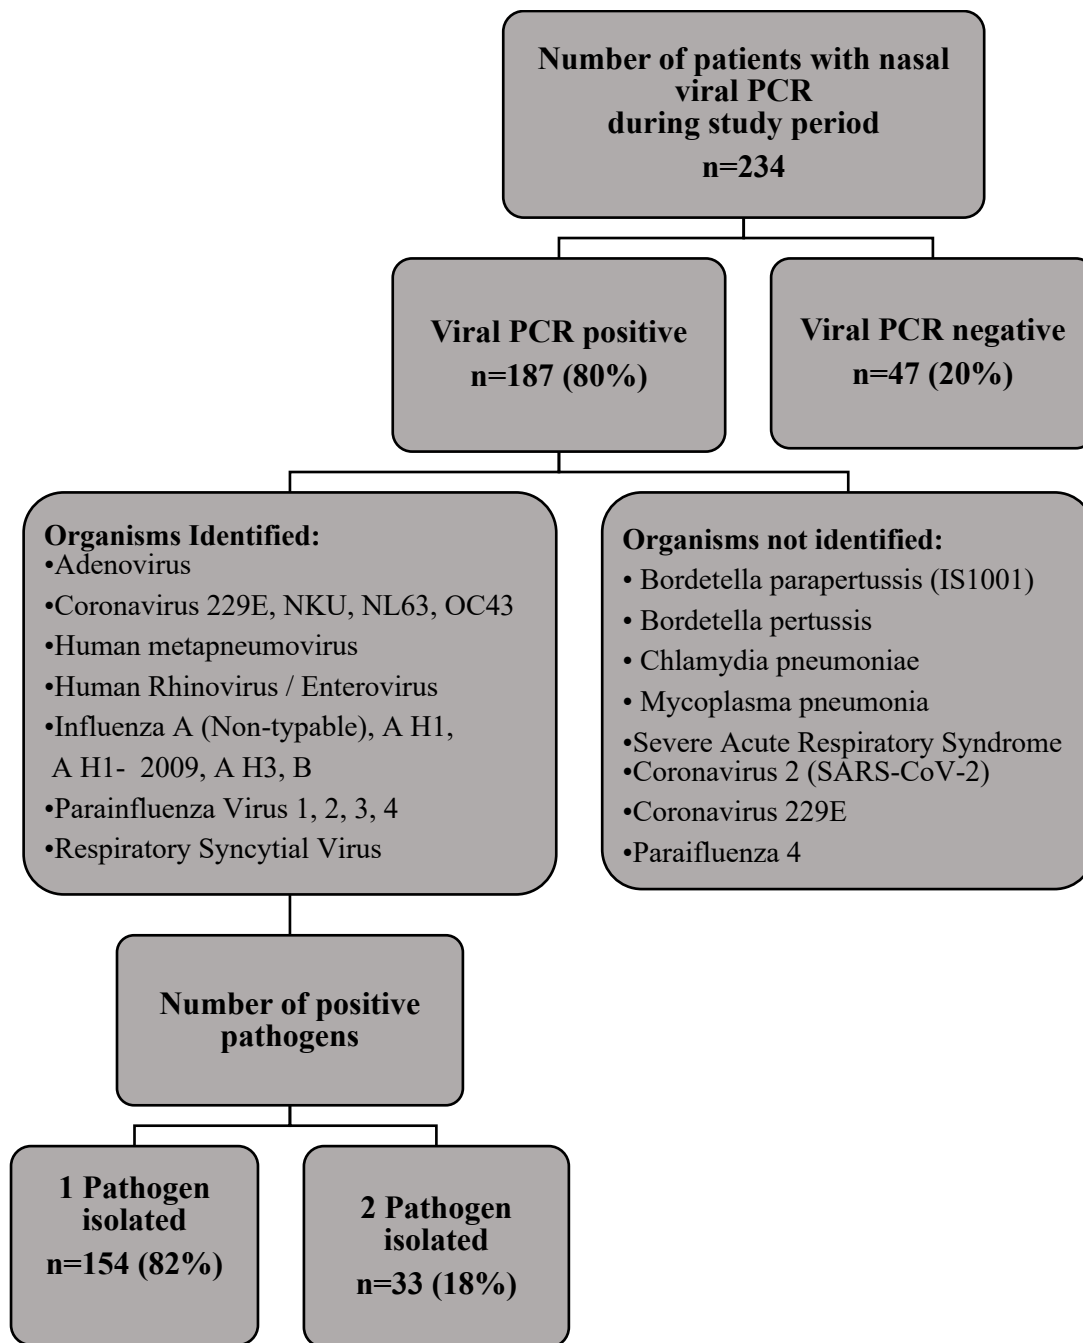 Number of patients with nasal
viral PCR
during study period
n=234
Viral PCR positive
n=187 (80%)
Viral PCR negative
n=47 (20%)
Organisms Identified:
•Adenovirus
•Coronavirus 229E, NKU, NL63, OC43
•Human metapneumovirus
•Human Rhinovirus / Enterovirus
•Influenza A (Non-typable), A H1,
A H1- 2009, A H3, B
•Parainfluenza Virus 1, 2, 3, 4
•Respiratory Syncytial Virus
Organisms not identified:
• Bordetella parapertussis (IS1001)
• Bordetella pertussis
• Chlamydia pneumoniae
• Mycoplasma pneumonia
•Severe Acute Respiratory Syndrome
•Coronavirus 2 (SARS-CoV-2)
•Coronavirus 229E
•Paraifluenza 4
Number of positive
pathogens
1 Pathogen
isolated
n=154 (82%)
2 Pathogen
isolated
n=33 (18%)